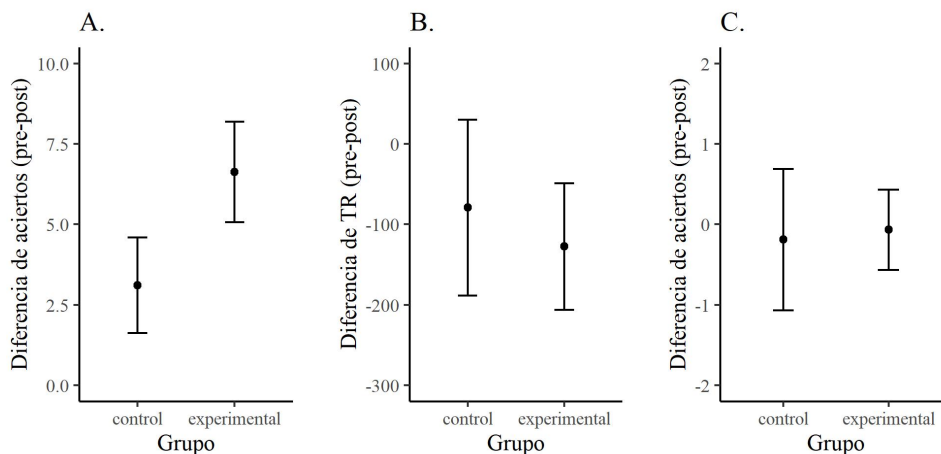 A.
Diferencia de aciertos (pre-post)
10.0
7.5
5.0
2.5
0.0
control experimental
Grupo
B.
Diferencia de TR (pre-post)
100
0
-100
-200
-300
control experimental
Grupo
C.
Diferencia de aciertos (pre-post)
2
1
0
-1
-2
control experimental
Grupo